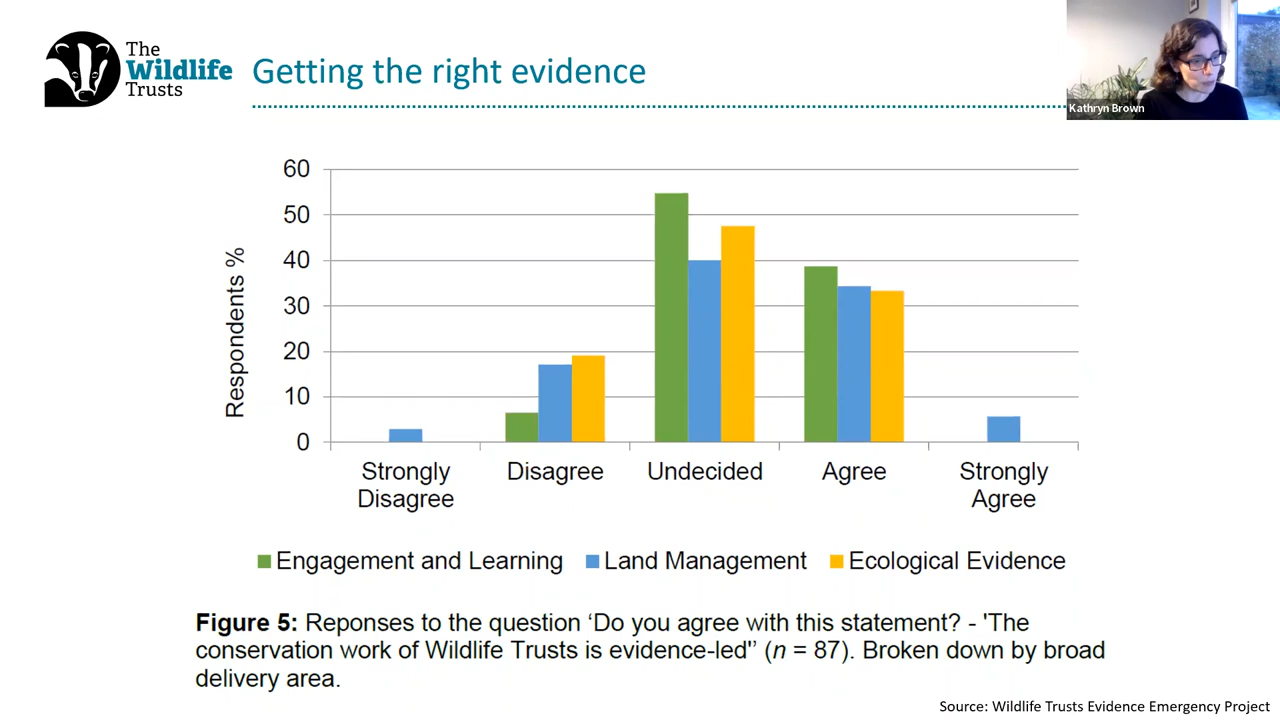 The
Wildlife
Trusts
Getting the right evidence
Kathryn Brown
60
50
40
30
20
10
0
Respondents %
Strongly
Disagree
Disagree
Undecided
Agree
Strongly
Agree
Engagement and Learning
Land Management
Ecological Evidence
Figure 5: Reponses to the question ‘Do you agree with this statement? - 'The
conservation work of Wildlife Trusts is evidence-led'’ (n = 87). Broken down by broad
delivery area.
Source: Wildlife Trusts Evidence Emergency Project